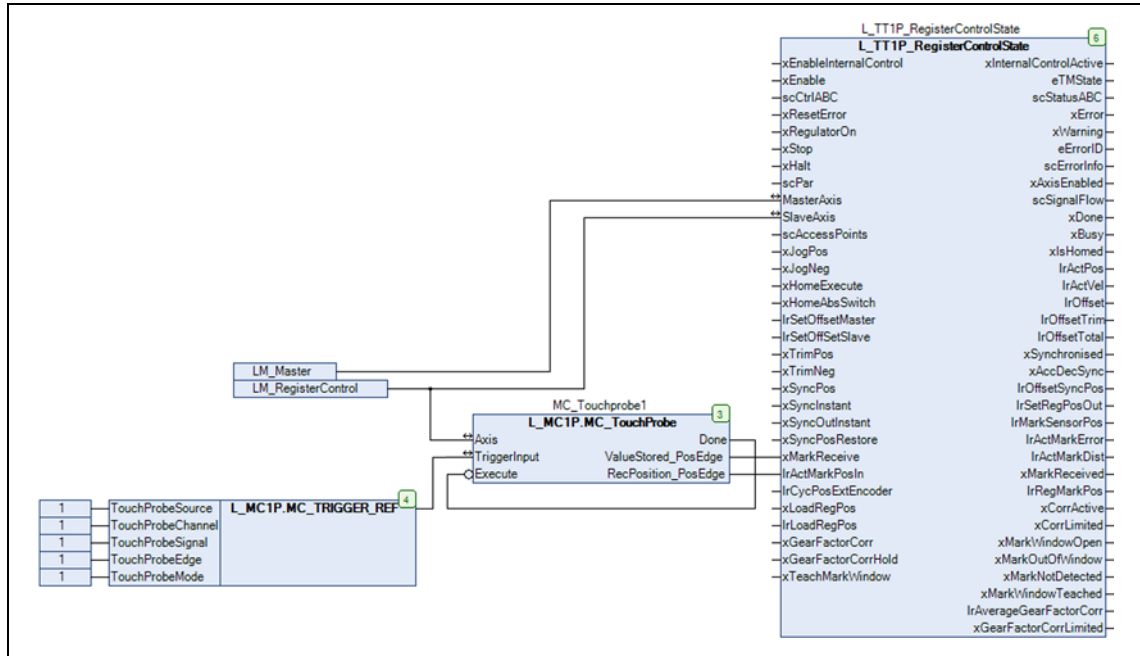 L_TT1P_RegisterControlState
6
L_TT1P_RegisterControlState
xEnableInternalControl xInternalControlActive
xEnable eTMState
scCtrlABC scStatusABC
xResetError xError
xRegulatorOn xWarning
xStop eErrorID
xHalt scErrorInfo
scPar xAxisEnabled
MasterAxis scSignalFlow
SlaveAxis xDone
scAccessPoints xBusy
xJogPos xIsHomed
xJogNeg lrActPos
xHomeExecute lrActVel
xHomeAbsSwitch lrOffset
lrSetOffsetMaster lrOffsetTrim
lrSetOffSetSlave lrOffsetTotal
xTrimPos xSynchronised
xTrimNeg xAccDecSync
xSyncPos lrOffsetSyncPos
xSyncInstant lrSetRegPosOut
xSyncOutInstant lrMarkSensorPos
xSyncPosRestore lrActMarkError
xMarkReceive lrActMarkDist
lrActMarkPosIn xMarkReceived
lrCycPosExtEncoder lrRegMarkPos
xLoadRegPos xCorrActive
lrLoadRegPos xCorrLimited
xGearFactorCorr xMarkWindowOpen
xGearFactorCorrHold xMarkOutOfWindow
xTeachMarkWindow xMarkNotDetected
xMarkWindowTeached
lrAverageGearFactorCorr
xGearFactorCorrLimited
LM_Master
LM_RegisterControl
MC_Touchprobe1
3
L_MC1P.MC_TouchProbe
Axis Done
TriggerInput ValueStored_PosEdge
Execute RecPosition_PosEdge
4
1 TouchProbeSource L_MC1P.MC_TRIGGER_REF
1 TouchProbeChannel
1 TouchProbeSignal
1 TouchProbeEdge
1 TouchProbeMode